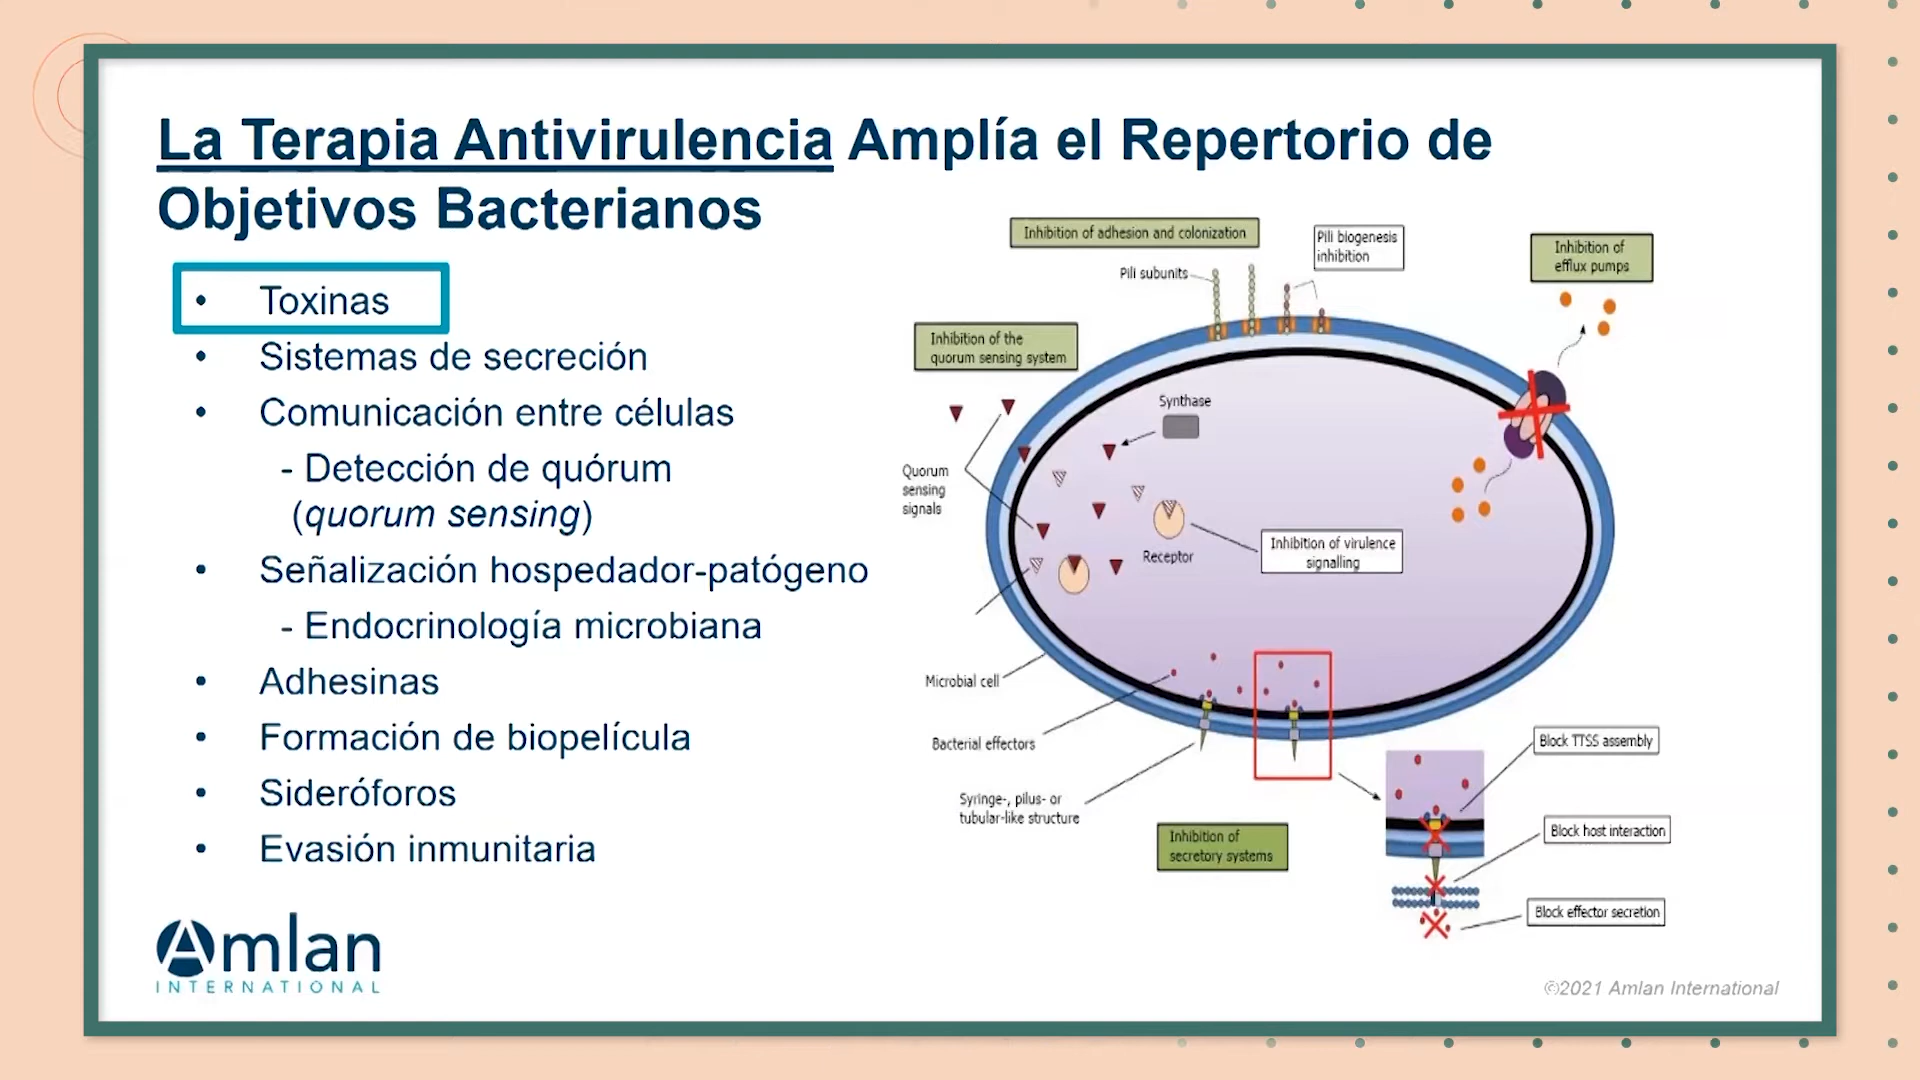 La Terapia Antivirulencia Amplía el Repertorio de
Objetivos Bacterianos
• Toxinas
• Sistemas de secreción
• Comunicación entre células
- Detección de quórum
(quorum sensing)
• Señalización hospedador-patógeno
- Endocrinología microbiana
• Adhesinas
• Formación de biopelícula
• Sideróforos
• Evasión inmunitaria
Inhibition of adhesion and colonization
Pili biogenesis
inhibition
Pili subunits
Inhibition of
efflux pumps
Inhibition of the
quorum sensing system
Synthase
Quorum
sensing
signals
Receptor
Inhibition of virulence
signalling
Microbial cell
Bacterial effectors
Syringe-, pilus- or
tubular-like structure
Inhibition of
secretory systems
Block TTSS assembly
Block host interaction
Block effector secretion
Amlan
INTERNATIONAL
©2021 Amlan International